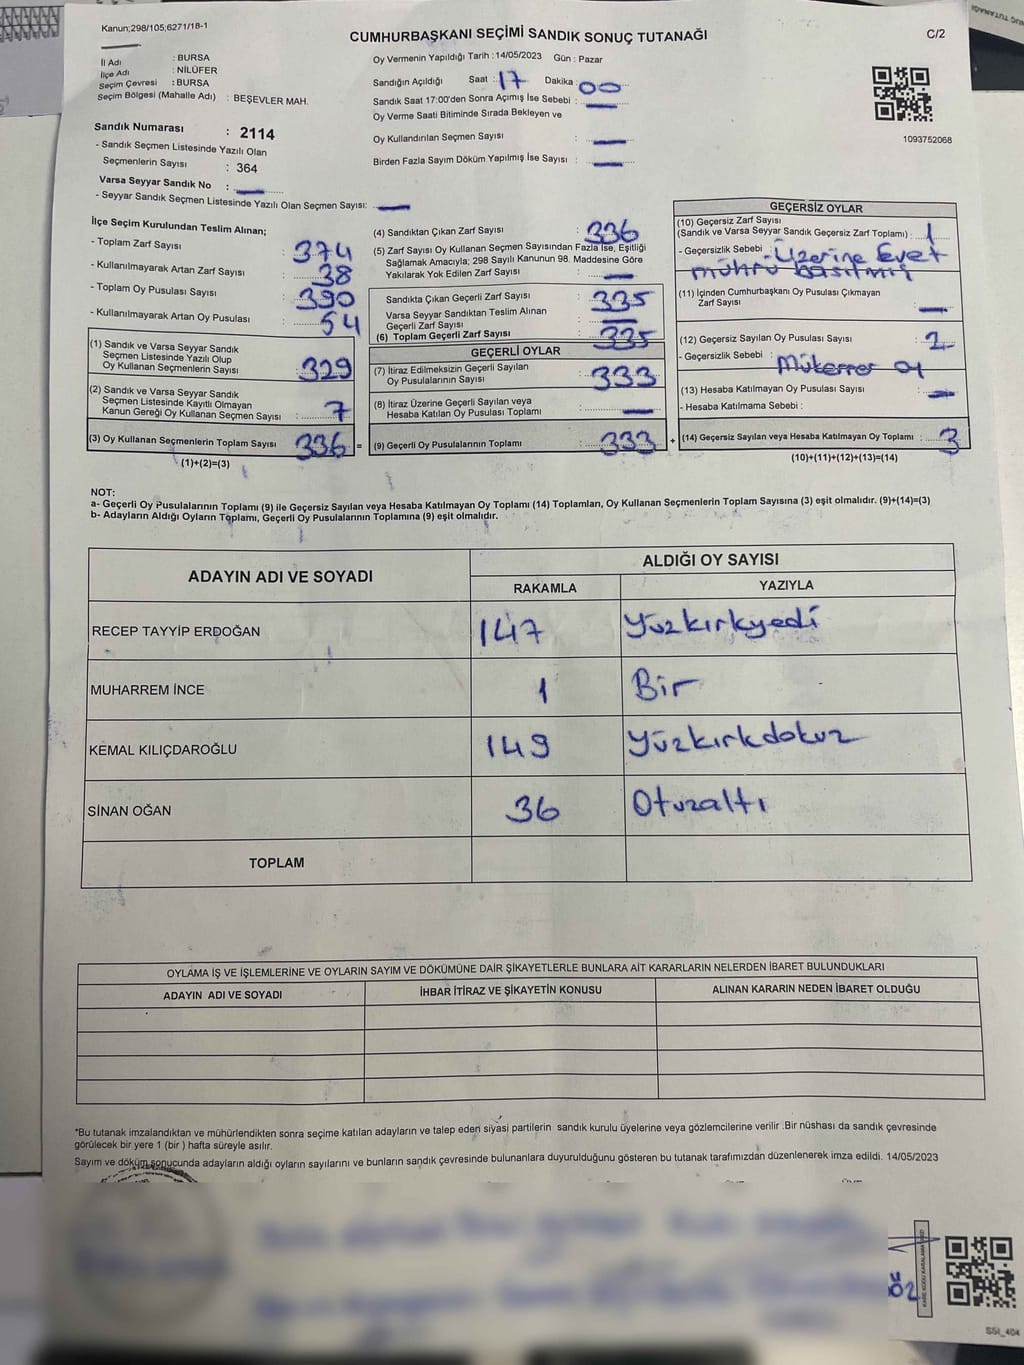 Kanun;298/105;6271/18-1
CUMHURBAŞKANI SEÇİMİ SANDIK SONUÇ TUTANAĞI
C/2
İl Adı : BURSA
İlçe Adı : NİLÜFER
Seçim Çevresi : BURSA
Seçim Bölgesi (Mahalle Adı) : BEŞEVLER MAH.
Sandık Numarası : 2114
- Sandık Seçmen Listesinde Yazılı Olan
Seçmenlerin Sayısı : 364
Varsa Seyyar Sandık No :
- Seyyar Sandık Seçmen Listesinde Yazılı Olan Seçmen Sayısı:
Oy Vermenin Yapıldığı Tarih : 14/05/2023 Gün : Pazar
Sandığın Açıldığı Saat : 17 Dakika 00
Sandık Saat 17:00'den Sonra Açımış İse Sebebi :
Oy Verme Saati Bitiminde Sırada Bekleyen ve
Oy Kullandırılan Seçmen Sayısı :
Birden Fazla Sayım Döküm Yapılmış İse Sayısı :
1093752068
İlçe Seçim Kurulundan Teslim Alınan;
- Toplam Zarf Sayısı : 374
- Kullanılmayarak Artan Zarf Sayısı : 38
- Toplam Oy Pusulası Sayısı : 390
- Kullanılmayarak Artan Oy Pusulası : 54
(1) Sandık ve Varsa Seyyar Sandık
Seçmen Listesinde Yazılı Olup
Oy Kullanan Seçmenlerin Sayısı : 329
(2) Sandık ve Varsa Seyyar Sandık
Seçmen Listesinde Kayıtlı Olmayan
Kanun Gereği Oy Kullanan Seçmen Sayısı : 7
(3) Oy Kullanan Seçmenlerin Toplam Sayısı 336 =
(1)+(2)=(3)
(4) Sandıktan Çıkan Zarf Sayısı : 336
(5) Zarf Sayısı Oy Kullanan Seçmen Sayısından Fazla İse, Eşitliği
Sağlamak Amacıyla; 298 Sayılı Kanunun 98. Maddesine Göre
Yakılarak Yok Edilen Zarf Sayısı :
Sandıkta Çıkan Geçerli Zarf Sayısı : 335
Varsa Seyyar Sandıktan Teslim Alınan
Geçerli Zarf Sayısı :
(6) Toplam Geçerli Zarf Sayısı : 335
GEÇERLİ OYLAR
(7) İtiraz Edilmeksizin Geçerli Sayılan
Oy Pusulalarının Sayısı : 333
(8) İtiraz Üzerine Geçerli Sayılan veya
Hesaba Katılan Oy Pusulası Toplamı :
(9) Geçerli Oy Pusulalarının Toplamı : 333 +
GEÇERSİZ OYLAR
(10) Geçersiz Zarf Sayısı
(Sandık ve Varsa Seyyar Sandık Geçersiz Zarf Toplamı) : 1
- Geçersizlik Sebebi : Üzerine Evet
mührü basılmış
(11) İçinden Cumhurbaşkanı Oy Pusulası Çıkmayan
Zarf Sayısı :
(12) Geçersiz Sayılan Oy Pusulası Sayısı : 2
- Geçersizlik Sebebi : Mükerrer oy
(13) Hesaba Katılmayan Oy Pusulası Sayısı :
- Hesaba Katılmama Sebebi :
(14) Geçersiz Sayılan veya Hesaba Katılmayan Oy Toplamı : 3
(10)+(11)+(12)+(13)=(14)
NOT:
a- Geçerli Oy Pusulalarının Toplamı (9) ile Geçersiz Sayılan veya Hesaba Katılmayan Oy Toplamı (14) Toplamları, Oy Kullanan Seçmenlerin Toplam Sayısına (3) eşit olmalıdır. (9)+(14)=(3)
b- Adayların Aldığı Oyların Toplamı, Geçerli Oy Pusulalarının Toplamına (9) eşit olmalıdır.
ADAYIN ADI VE SOYADI
ALDIĞI OY SAYISI
RAKAMLA YAZIYLA
RECEP TAYYİP ERDOĞAN 147 Yüzkırkyedi
MUHARREM İNCE 1 Bir
KEMAL KILIÇDAROĞLU 149 Yüzkırkdokuz
SİNAN OĞAN 36 Otuzaltı
TOPLAM
OYLAMA İŞ VE İŞLEMLERİNE VE OYLARIN SAYIM VE DÖKÜMÜNE DAİR ŞİKAYETLERLE BUNLARA AİT KARARLARIN NELERDEN İBARET BULUNDUKLARI
ADAYIN ADI VE SOYADI İHBAR İTİRAZ VE ŞİKAYETİN KONUSU ALINAN KARARIN NEDEN İBARET OLDUĞU
*Bu tutanak imzalandıktan ve mühürlendikten sonra seçime katılan adayların ve talep eden siyasi partilerin sandık kurulu üyelerine veya gözlemcilerine verilir .Bir nüshası da sandık çevresinde
görülecek bir yere 1 (bir ) hafta süreyle asılır.
Sayım ve döküm sonucunda adayların aldığı oyların sayılarını ve bunların sandık çevresinde bulunanlara duyurulduğunu gösteren bu tutanak tarafımızdan düzenlenerek imza edildi. 14/05/2023
SSI_404